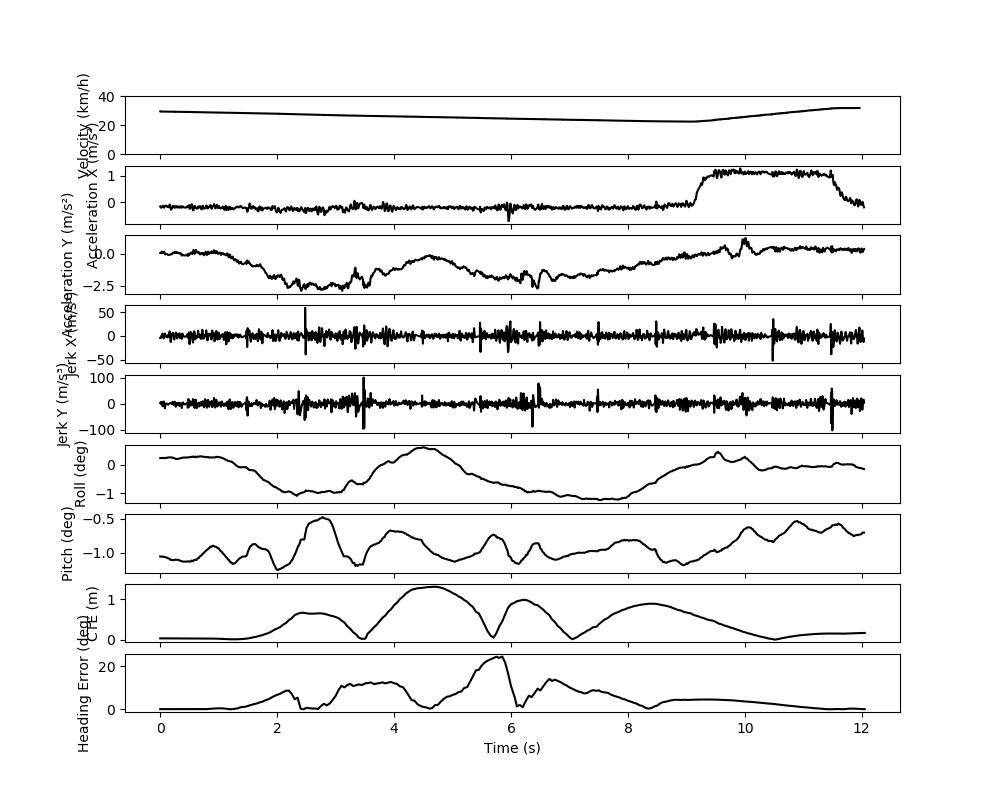 40
20
0
Velocity (km/h)
1
0
Acceleration X (m/s²)
0.0
−2.5
Acceleration Y (m/s²)
50
0
−50
Jerk X (m/s³)
100
0
−100
Jerk Y (m/s³)
0
−1
Roll (deg)
−0.5
−1.0
Pitch (deg)
1
0
CTE (m)
20
0
Heading Error (deg)
0 2 4 6 8 10 12
Time (s)